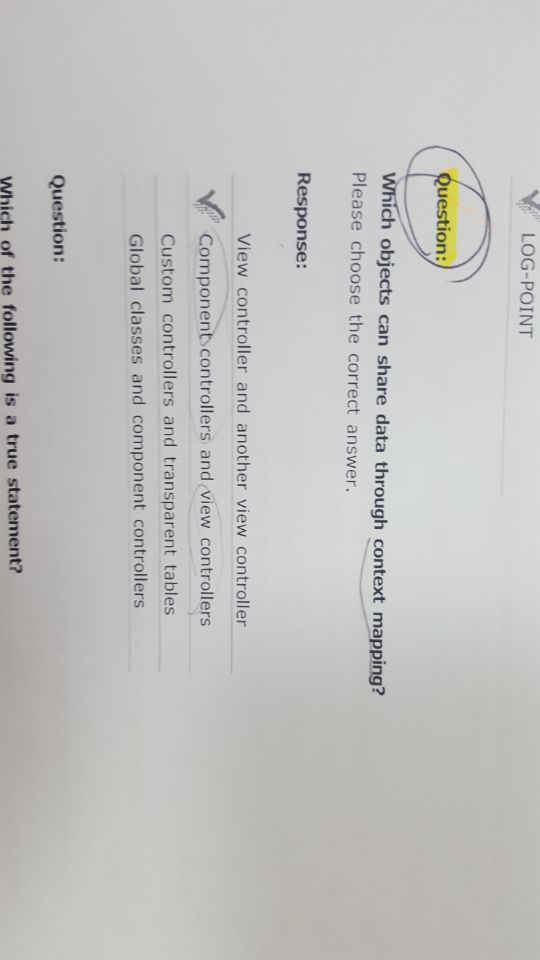 LOG-POINT
Question:
Which objects can share data through context mapping?
Please choose the correct answer.
Response:
View controller and another view controller
Component controllers and view controllers
Custom controllers and transparent tables
Global classes and component controllers
Question:
Which of the following is a true statement?